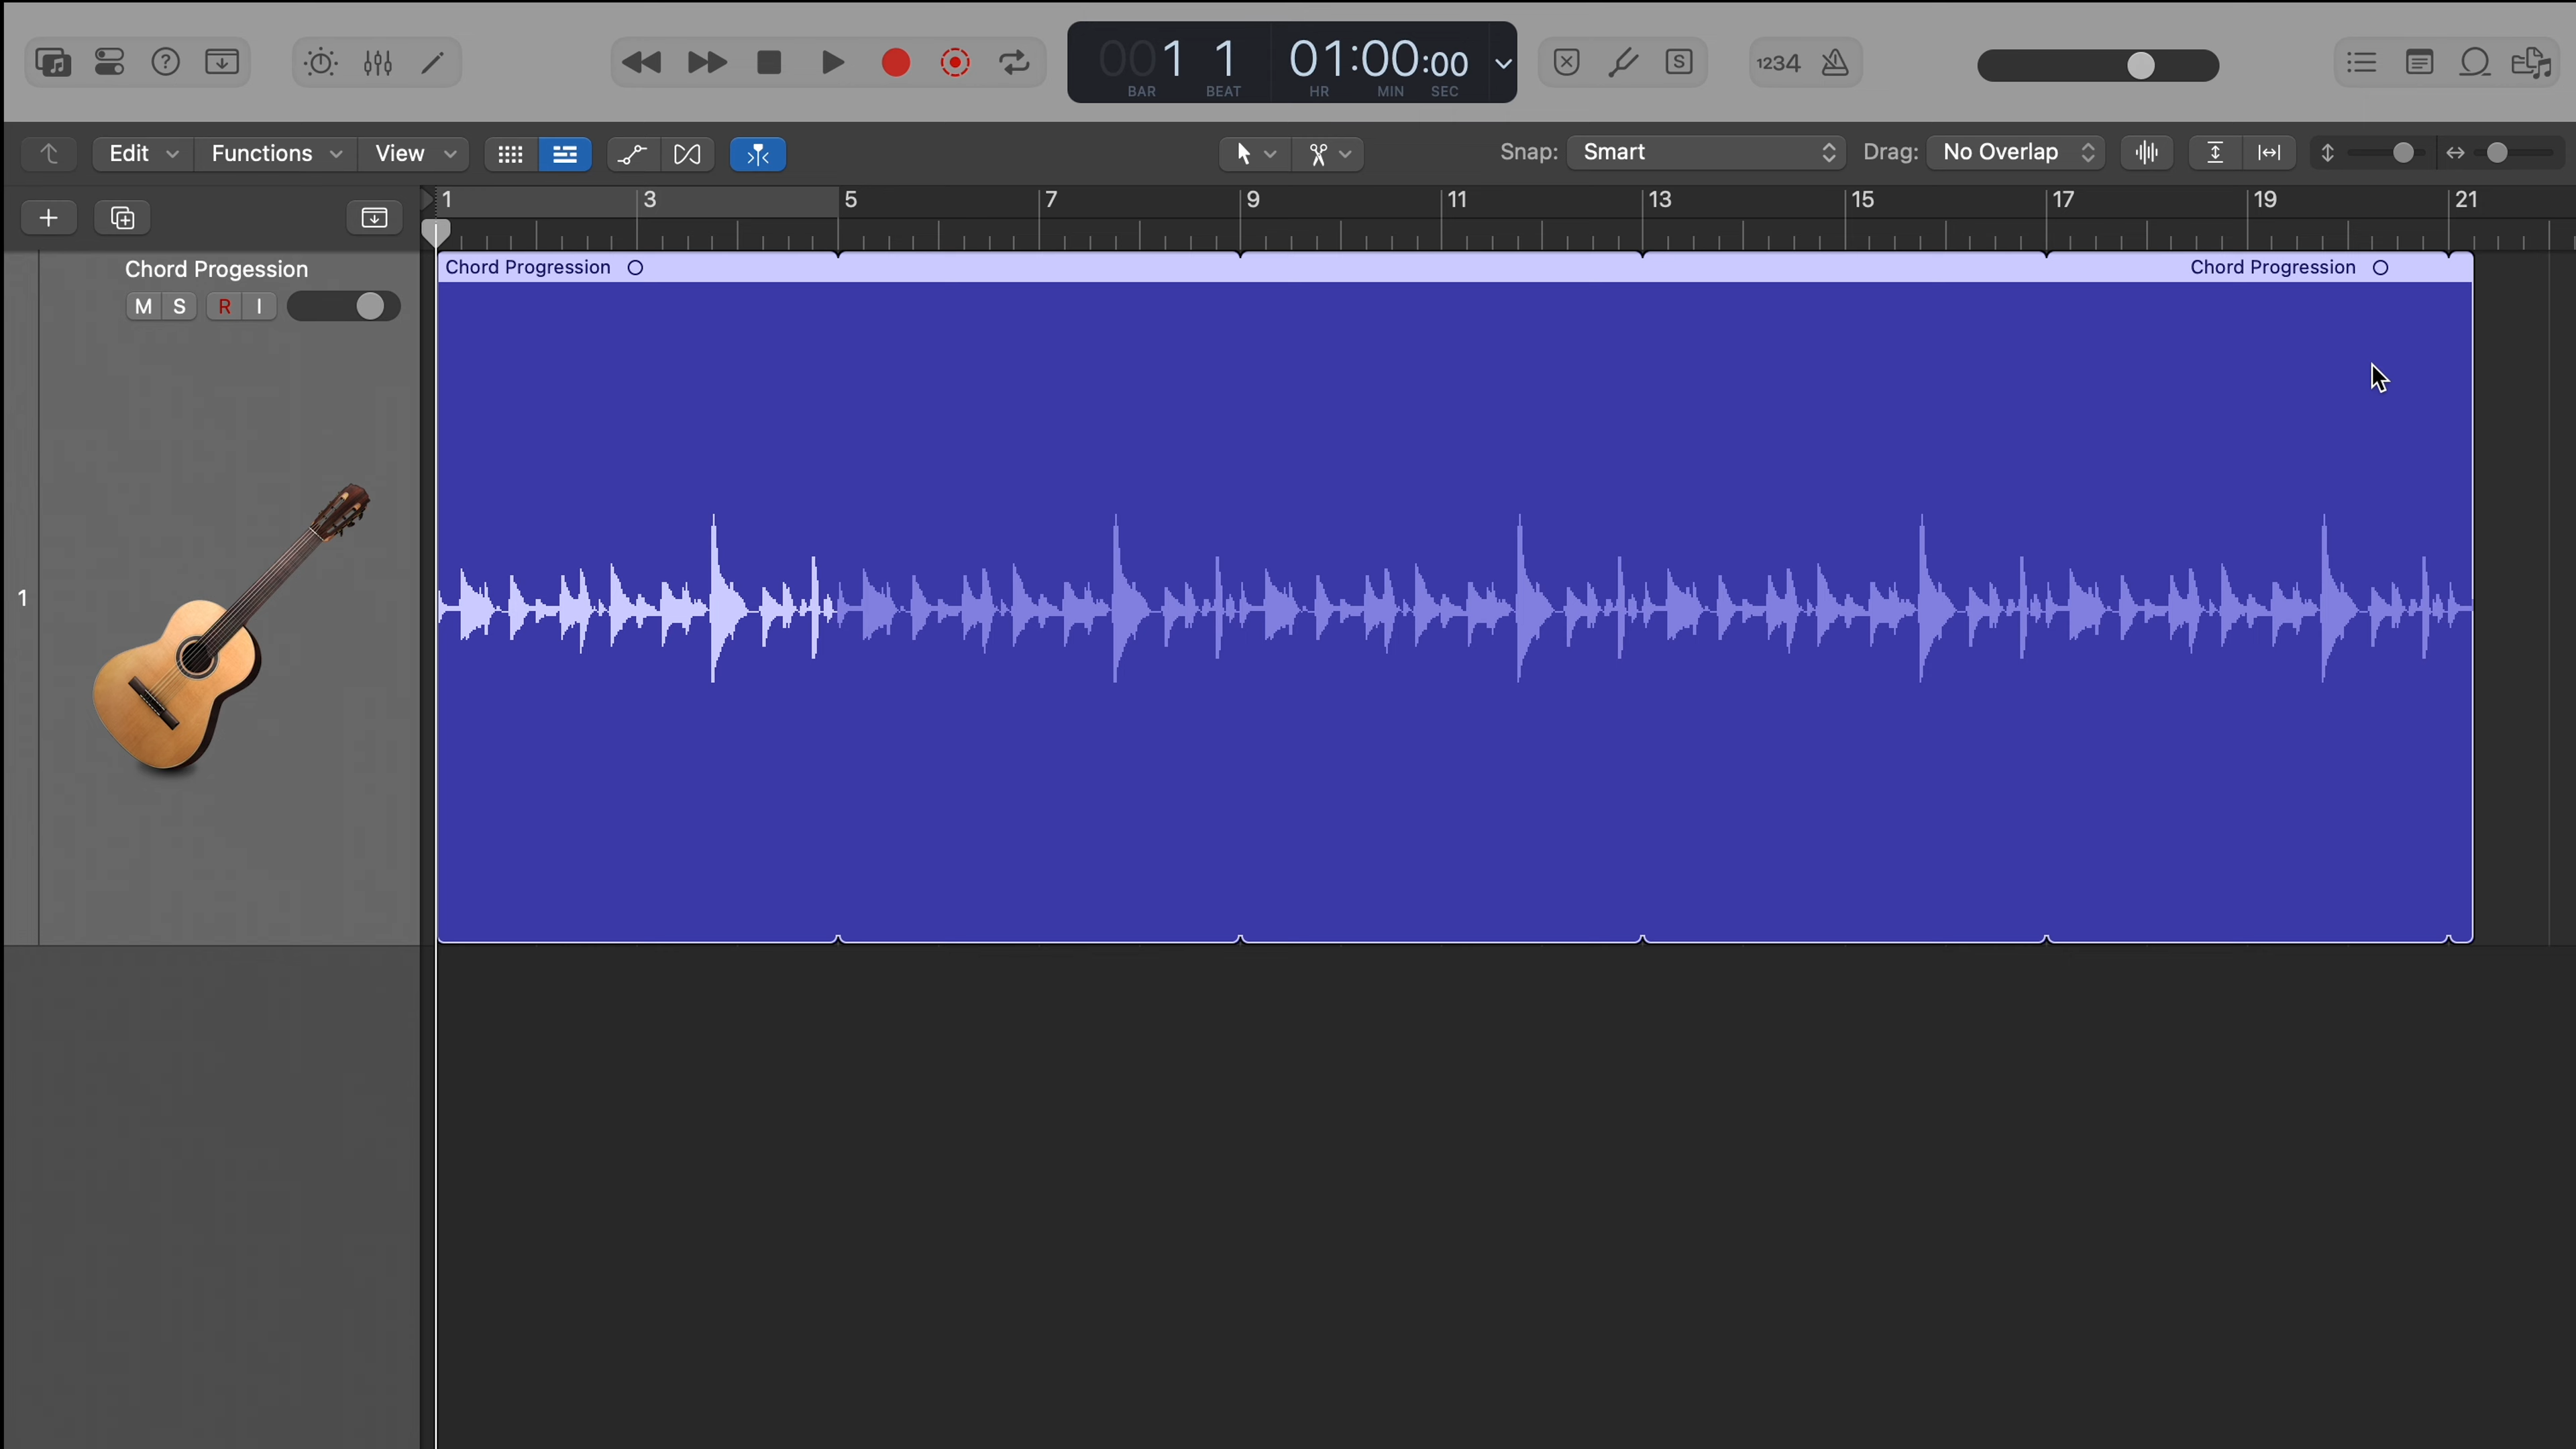 001 1 01:00:00
BAR BEAT HR MIN SEC
S 1234
Edit Functions View Snap: Smart Drag: No Overlap
1 3 5 7 9 11 13 15 17 19 21
Chord Progession
Chord Progression Chord Progression
M S R I
1